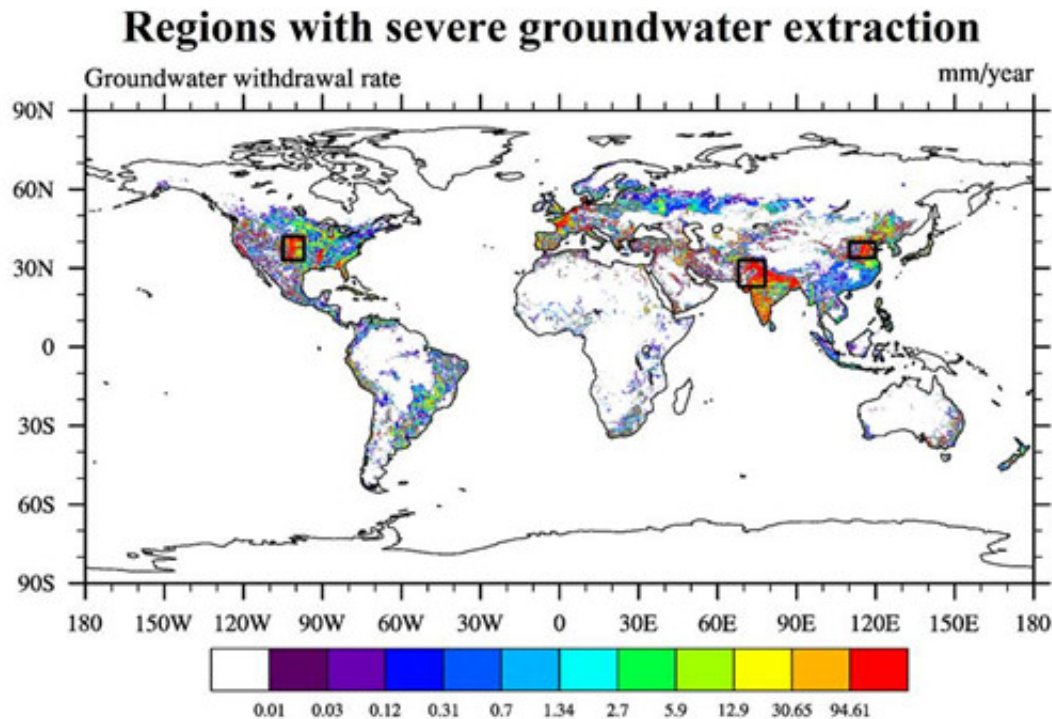 Regions with severe groundwater extraction
Groundwater withdrawal rate
mm/year
90N
60N
30N
0
30S
60S
90S
180 150W 120W 90W 60W 30W 0 30E 60E 90E 120E 150E 180
0.01 0.03 0.12 0.31 0.7 1.34 2.7 5.9 12.9 30.65 94.61